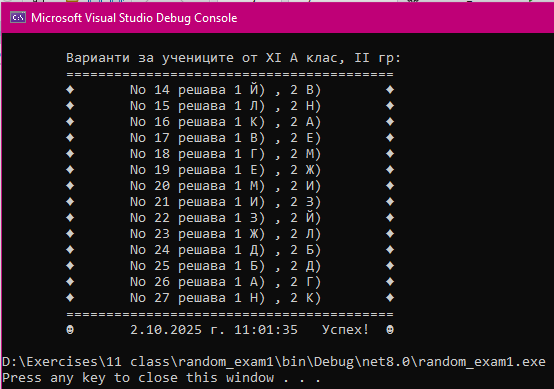 Microsoft Visual Studio Debug Console
Варианти за учениците от XI А клас, II гр:
=========================================
♦ No 14 решава 1 Й) , 2 В) ♦
♦ No 15 решава 1 Л) , 2 Н) ♦
♦ No 16 решава 1 К) , 2 А) ♦
♦ No 17 решава 1 В) , 2 Е) ♦
♦ No 18 решава 1 Г) , 2 М) ♦
♦ No 19 решава 1 Е) , 2 Ж) ♦
♦ No 20 решава 1 М) , 2 И) ♦
♦ No 21 решава 1 И) , 2 З) ♦
♦ No 22 решава 1 З) , 2 Й) ♦
♦ No 23 решава 1 Ж) , 2 Л) ♦
♦ No 24 решава 1 Д) , 2 Б) ♦
♦ No 25 решава 1 Б) , 2 Д) ♦
♦ No 26 решава 1 А) , 2 Г) ♦
♦ No 27 решава 1 Н) , 2 К) ♦
=========================================
☺ 2.10.2025 г. 11:01:35 Успех! ☺
D:\Exercises\11 class\random_exam1\bin\Debug\net8.0\random_exam1.exe
Press any key to close this window . . .